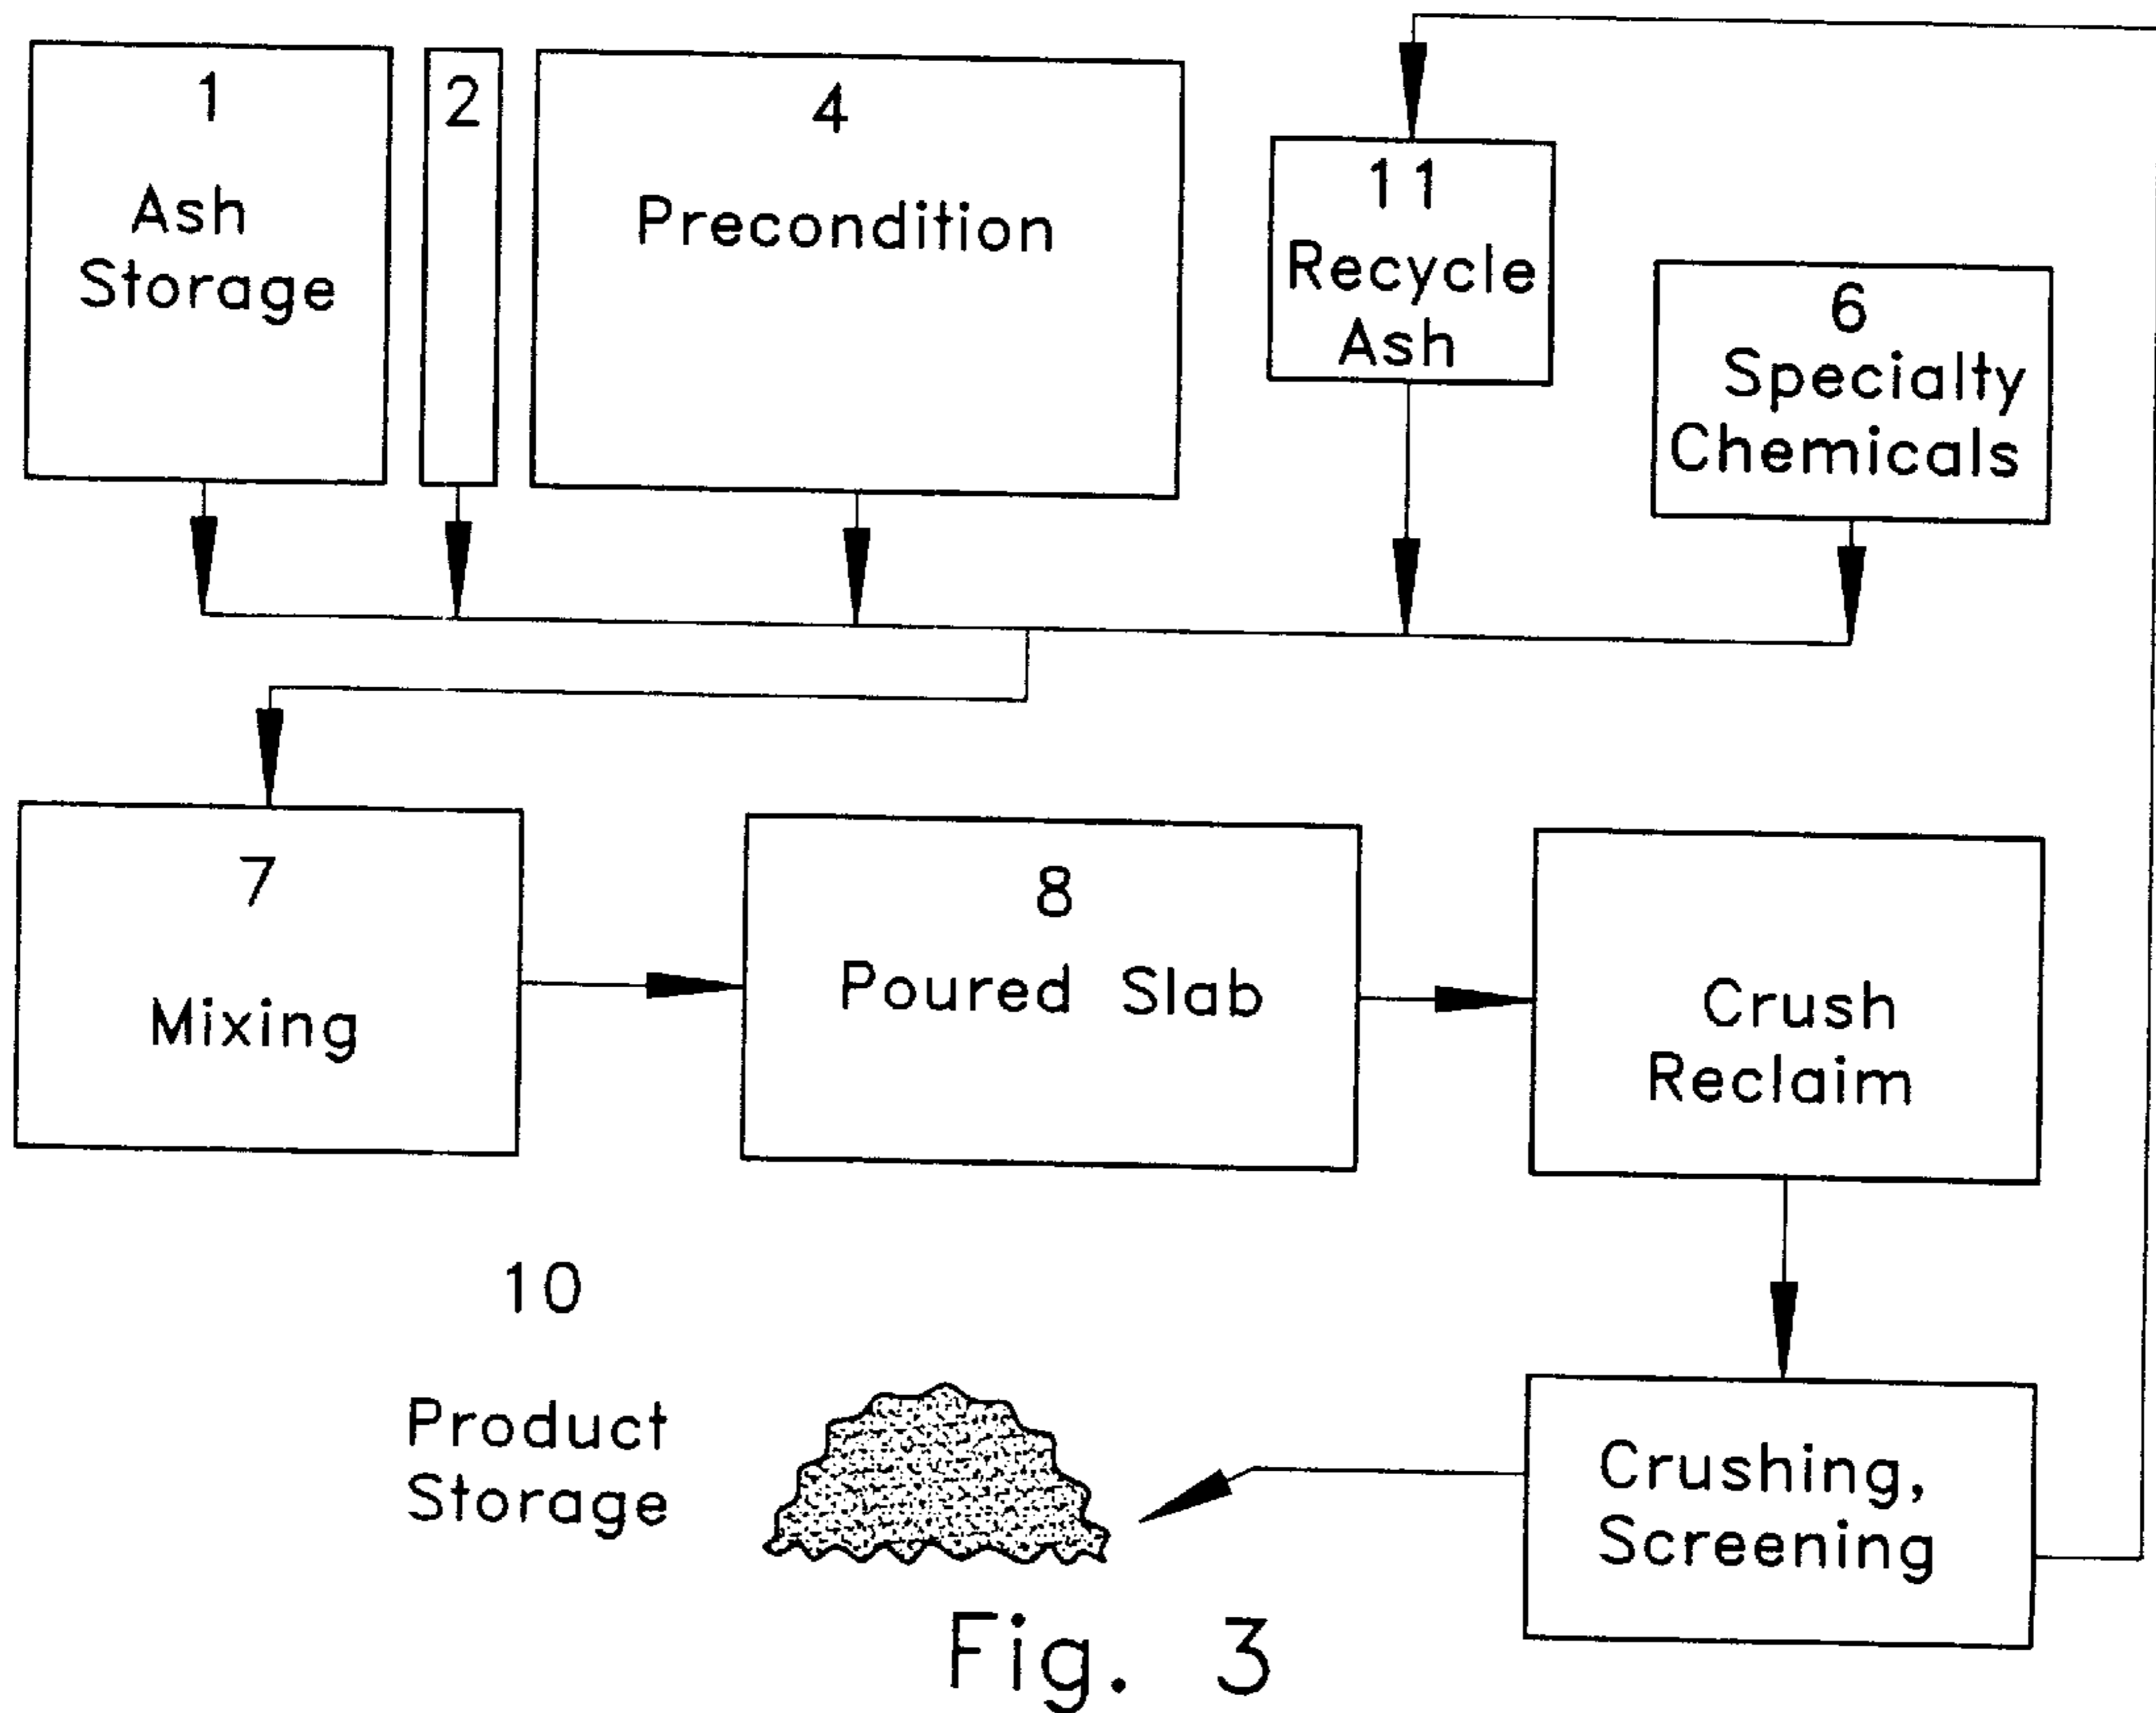 1
Ash
Storage
2
4
Precondition
11
Recycle
Ash
6
Specialty
Chemicals
7
Mixing
8
Poured Slab
Crush
Reclaim
10
Product
Storage
Crushing,
Screening
Fig. 3